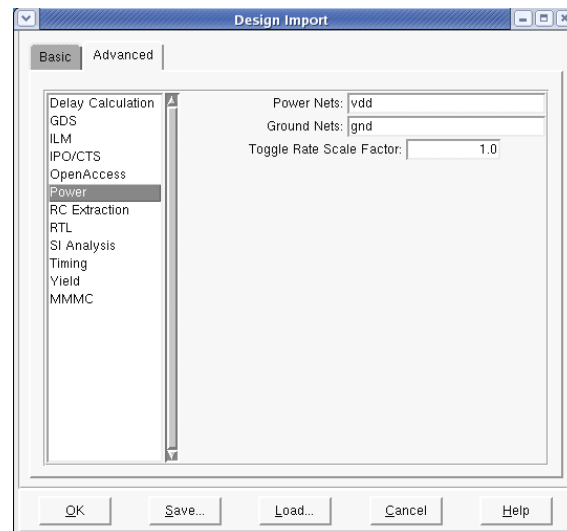 Design Import
Basic Advanced
Delay Calculation
GDS
ILM
IPO/CTS
OpenAccess
Power
RC Extraction
RTL
SI Analysis
Timing
Yield
MMMC
Power Nets: vdd
Ground Nets: gnd
Toggle Rate Scale Factor: 1.0
OK Save... Load... Cancel Help